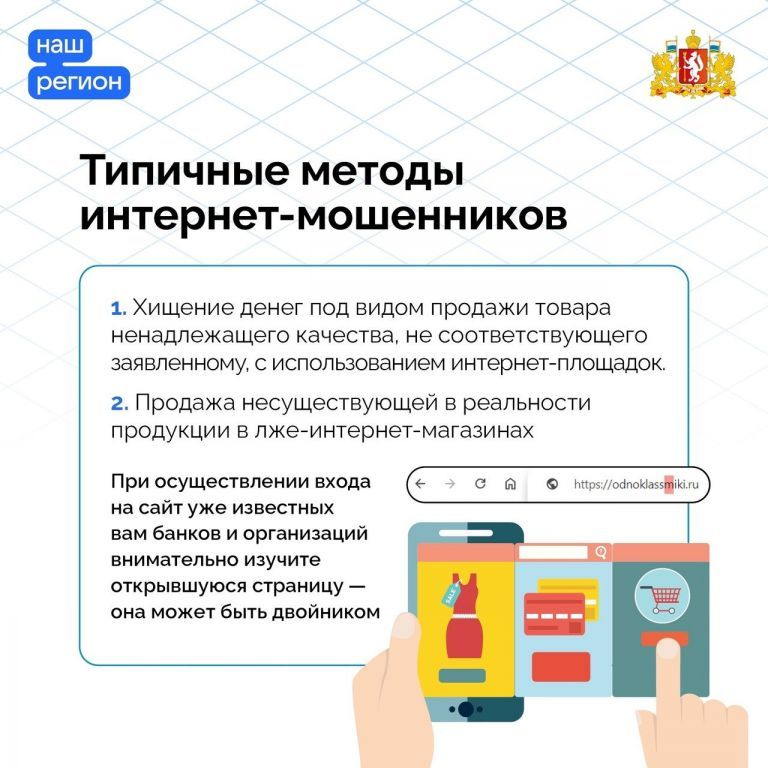 наш
регион
Типичные методы
интернет-мошенников
1. Хищение денег под видом продажи товара
ненадлежащего качества, не соответствующего
заявленному, с использованием интернет-площадок.
2. Продажа несуществующей в реальности
продукции в лже-интернет-магазинах
При осуществлении входа
на сайт уже известных
вам банков и организаций
внимательно изучите
открывшуюся страницу —
она может быть двойником
https://odnoklassmiki.ru
SALE